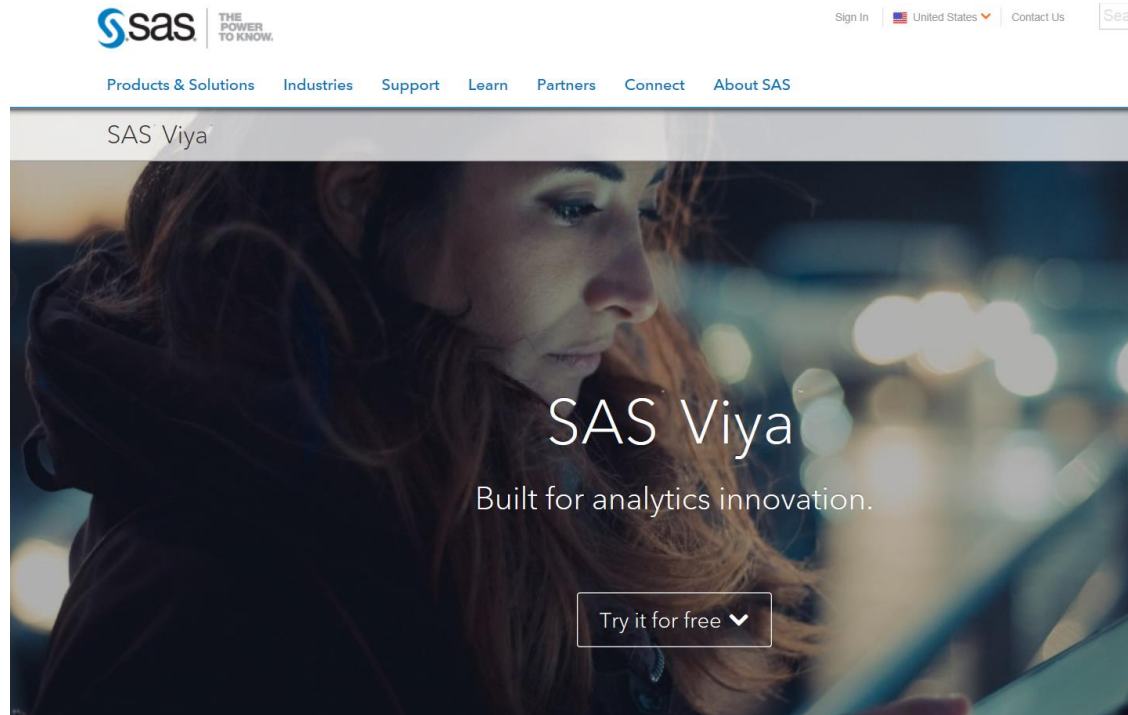 sas THE
POWER
TO KNOW.
Sign In United States Contact Us
Products & Solutions Industries Support Learn Partners Connect About SAS
SAS Viya
SAS Viya
Built for analytics innovation.
Try it for free